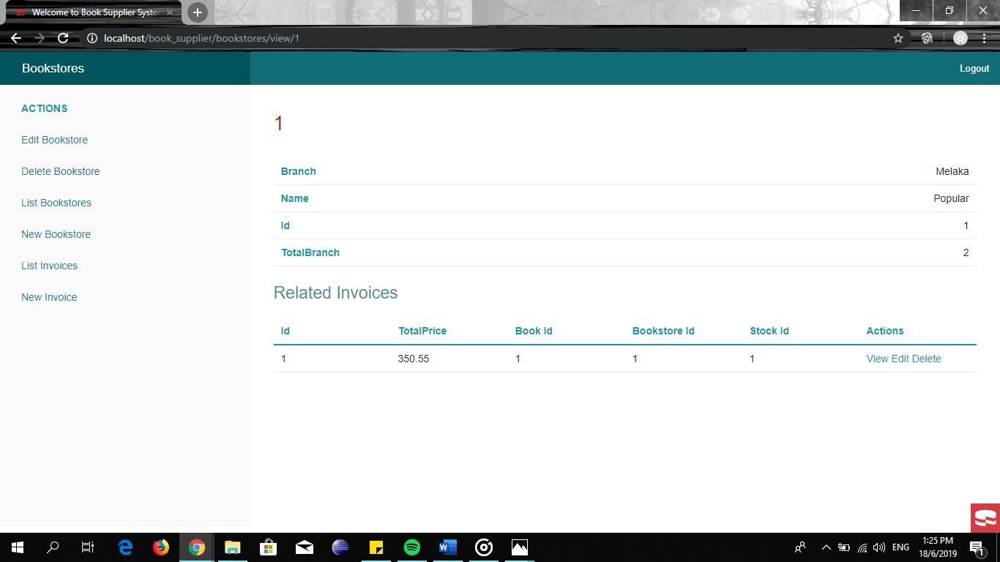 Welcome to Book Supplier Syste
localhost/book_supplier/bookstores/view/1
Bookstores
Logout
ACTIONS
Edit Bookstore
Delete Bookstore
List Bookstores
New Bookstore
List Invoices
New Invoice
1
Branch Melaka
Name Popular
Id 1
TotalBranch 2
Related Invoices
Id TotalPrice Book Id Bookstore Id Stock Id Actions
1 350.55 1 1 1 View Edit Delete
ENG
1:25 PM
18/6/2019
1